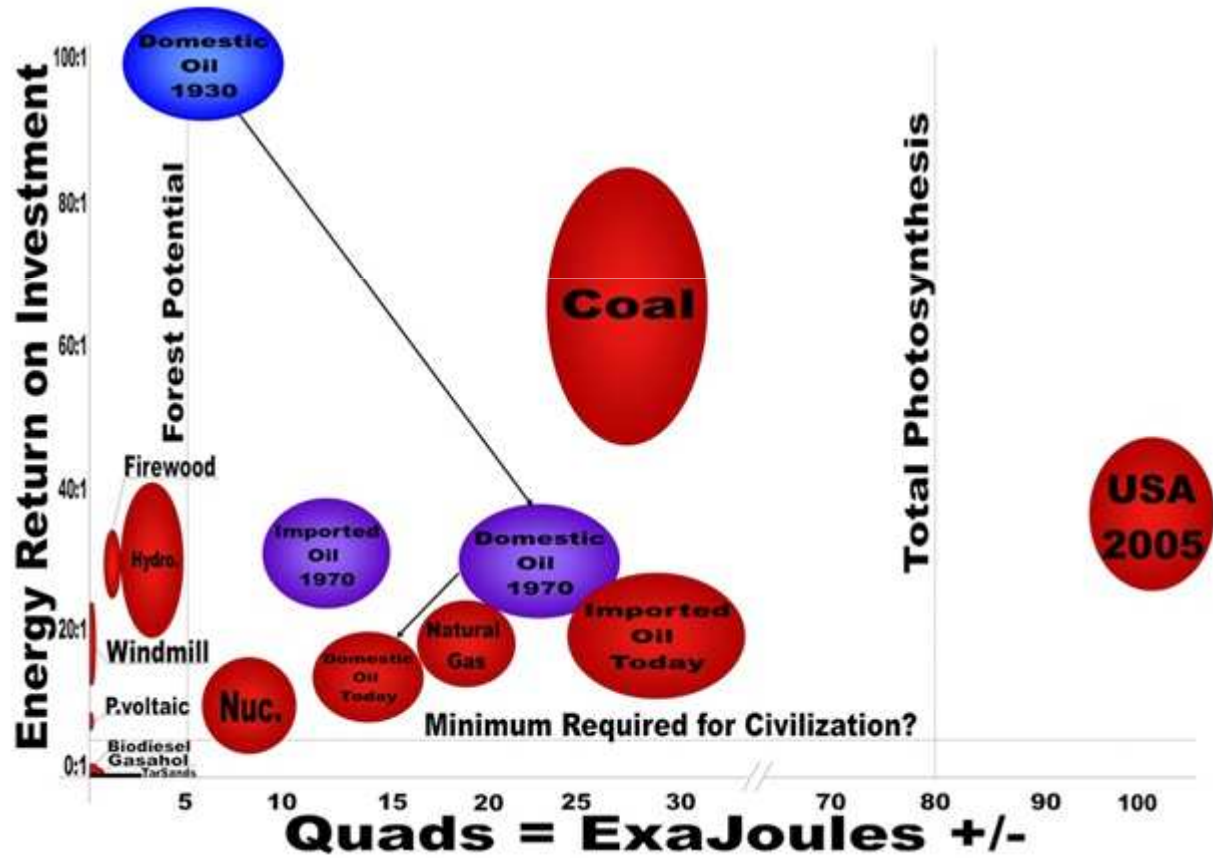 Energy Return on Investment
100:1
80:1
60:1
40:1
20:1
0:1
Domestic
Oil
1930
Forest Potential
Coal
Total Photosynthesis
Firewood
Hydro.
Imported
Oil
1970
Domestic
Oil
1970
USA
2005
Windmill
Natural
Gas
Imported
Oil
Today
Domestic
Oil
Today
P.voltaic
Nuc.
Minimum Required for Civilization?
Biodiesel
Gasahol
TarSands
5 10 15 20 25 30 // 70 80 90 100
Quads = ExaJoules +/-